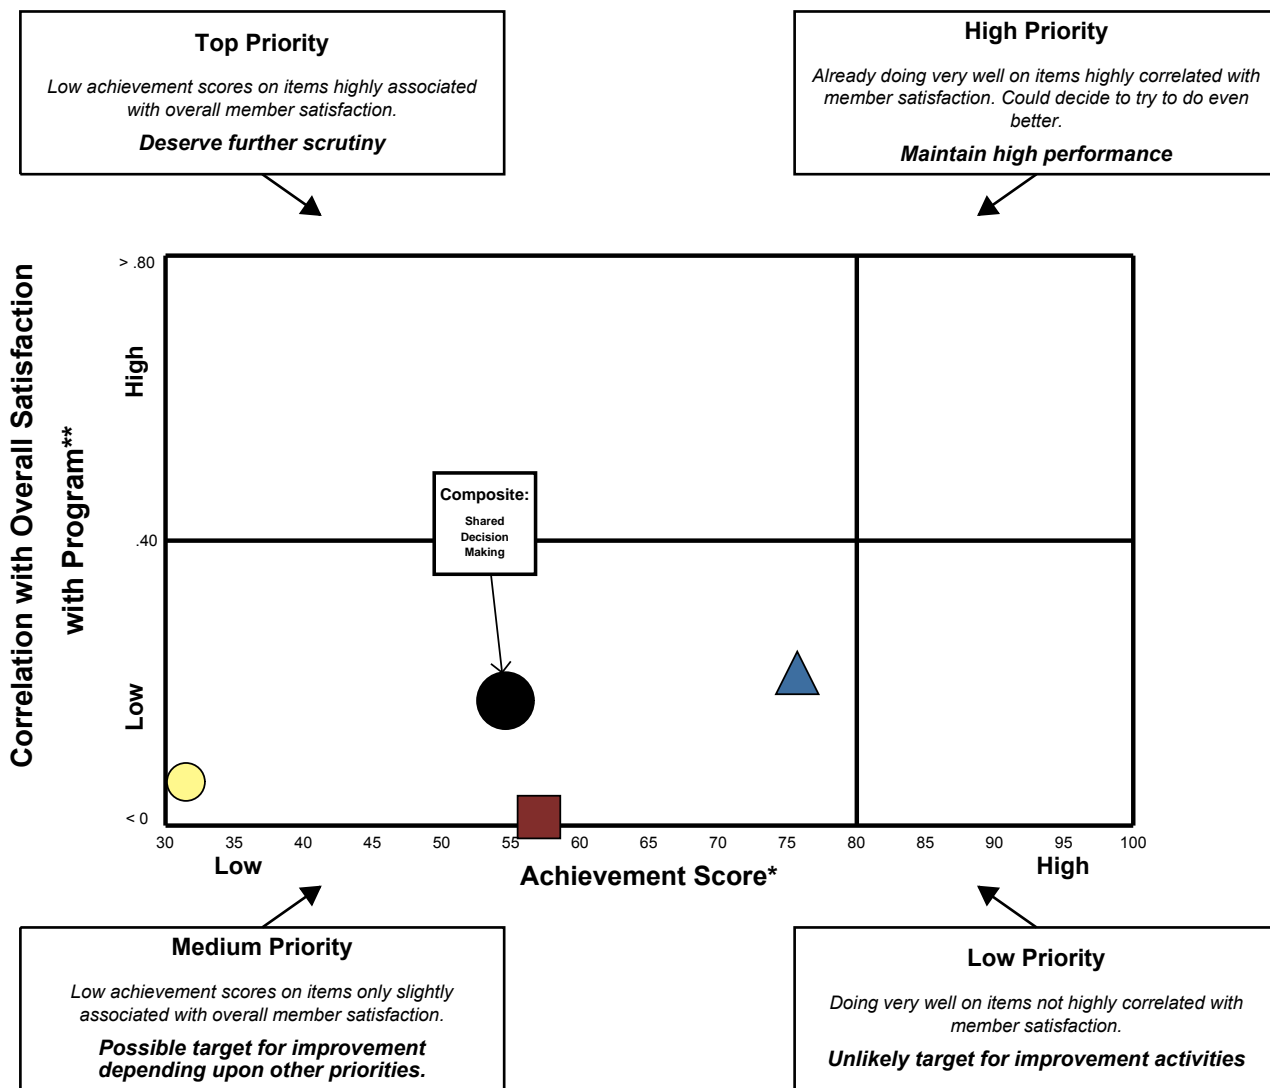 Top Priority
Low achievement scores on items highly associated
with overall member satisfaction.
Deserve further scrutiny
High Priority
Already doing very well on items highly correlated with
member satisfaction. Could decide to try to do even
better.
Maintain high performance
Correlation with Overall Satisfaction
with Program**
> .80
High
.40
Low
< 0
Composite:
Shared
Decision
Making
30 35 40 45 50 55 60 65 70 75 80 85 90 95 100
Low
High
Achievement Score*
Medium Priority
Low achievement scores on items only slightly
associated with overall member satisfaction.
Possible target for improvement
depending upon other priorities.
Low Priority
Doing very well on items not highly correlated with
member satisfaction.
Unlikely target for improvement activities